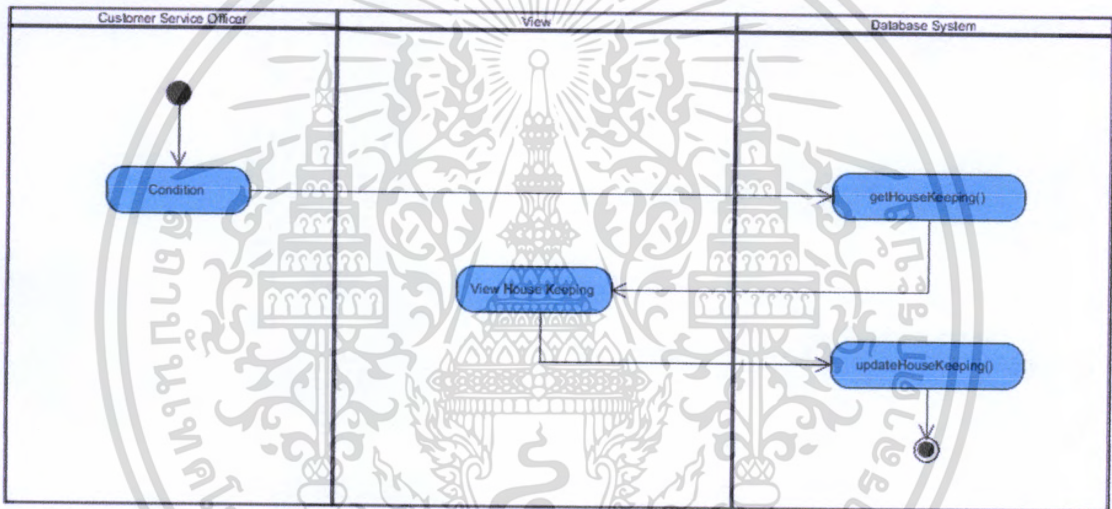 Customer Service Officer
View
Database System
Condition
getHouseKeeping()
View House Keeping
updateHouseKeeping()